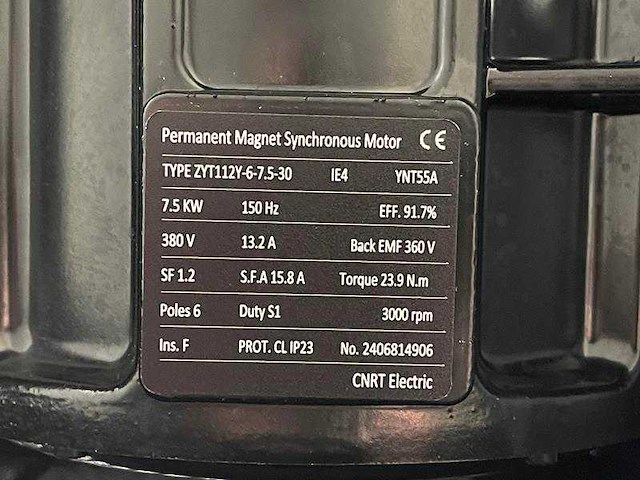 Permanent Magnet Synchronous Motor CE
TYPE ZYT112Y-6-7.5-30 IE4 YNT55A
7.5 KW 150 Hz EFF. 91.7%
380 V 13.2 A Back EMF 360 V
SF 1.2 S.F.A 15.8 A Torque 23.9 N.m
Poles 6 Duty S1 3000 rpm
Ins. F PROT. CL IP23 No. 2406814906
CNRT Electric